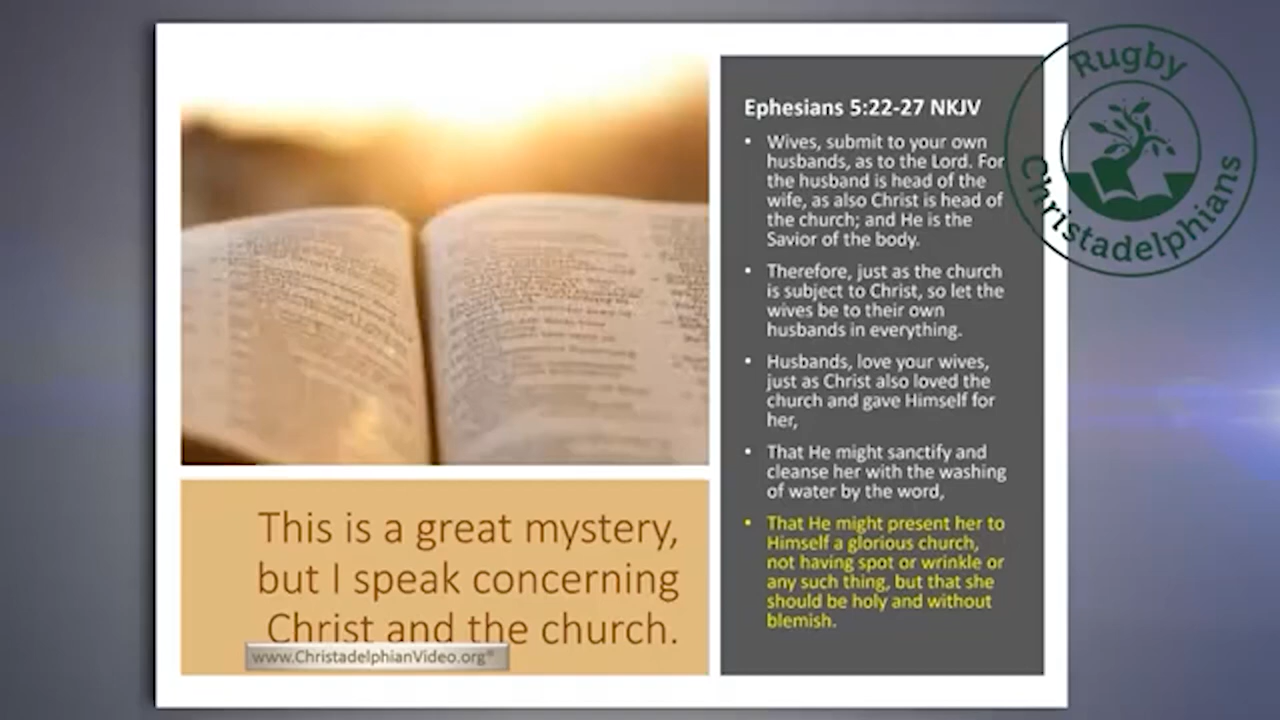 Rugby
Christadelphians
Ephesians 5:22-27 NKJV
• Wives, submit to your own
husbands, as to the Lord. For
the husband is head of the
wife, as also Christ is head of
the church; and He is the
Savior of the body.
• Therefore, just as the church
is subject to Christ, so let the
wives be to their own
husbands in everything.
• Husbands, love your wives,
just as Christ also loved the
church and gave Himself for
her,
• That He might sanctify and
cleanse her with the washing
of water by the word,
• That He might present her to
Himself a glorious church,
not having spot or wrinkle or
any such thing, but that she
should be holy and without
blemish.
This is a great mystery,
but I speak concerning
Christ and the church.
www.ChristadelphianVideo.org®